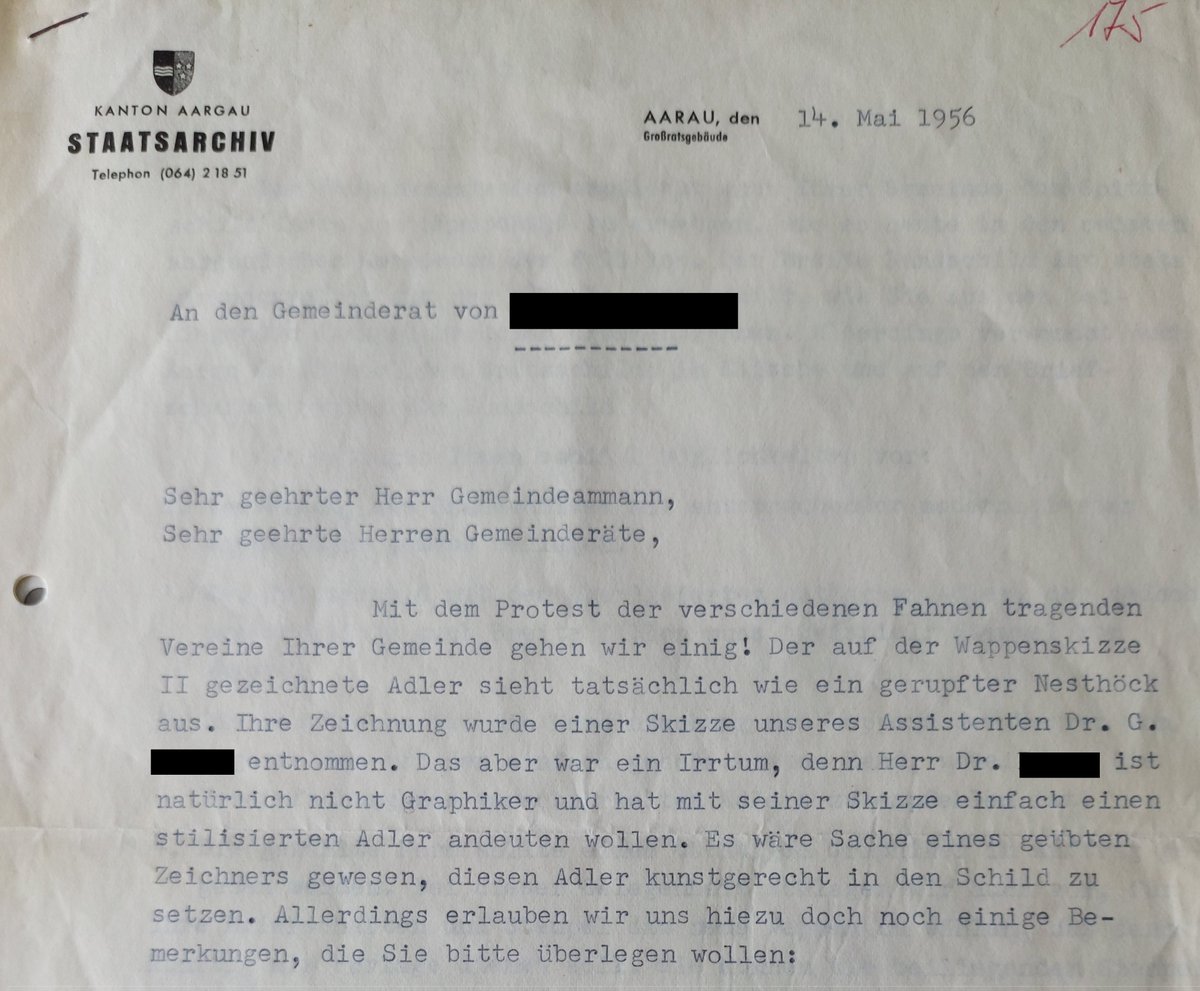 175
KANTON AARGAU
STAATSARCHIV
Telephon (064) 2 18 51
AARAU, den 14. Mai 1956
Großratsgebäude
An den Gemeinderat von
Sehr geehrter Herr Gemeindeammann,
Sehr geehrte Herren Gemeinderäte,
Mit dem Protest der verschiedenen Fahnen tragenden
Vereine Ihrer Gemeinde gehen wir einig! Der auf der Wappenskizze
II gezeichnete Adler sieht tatsächlich wie ein gerupfter Nesthöck
aus. Ihre Zeichnung wurde einer Skizze unseres Assistenten Dr. G.
entnommen. Das aber war ein Irrtum, denn Herr Dr. ist
natürlich nicht Graphiker und hat mit seiner Skizze einfach einen
stilisierten Adler andeuten wollen. Es wäre Sache eines geübten
Zeichners gewesen, diesen Adler kunstgerecht in den Schild zu
setzen. Allerdings erlauben wir uns hiezu doch noch einige Be-
merkungen, die Sie bitte überlegen wollen: